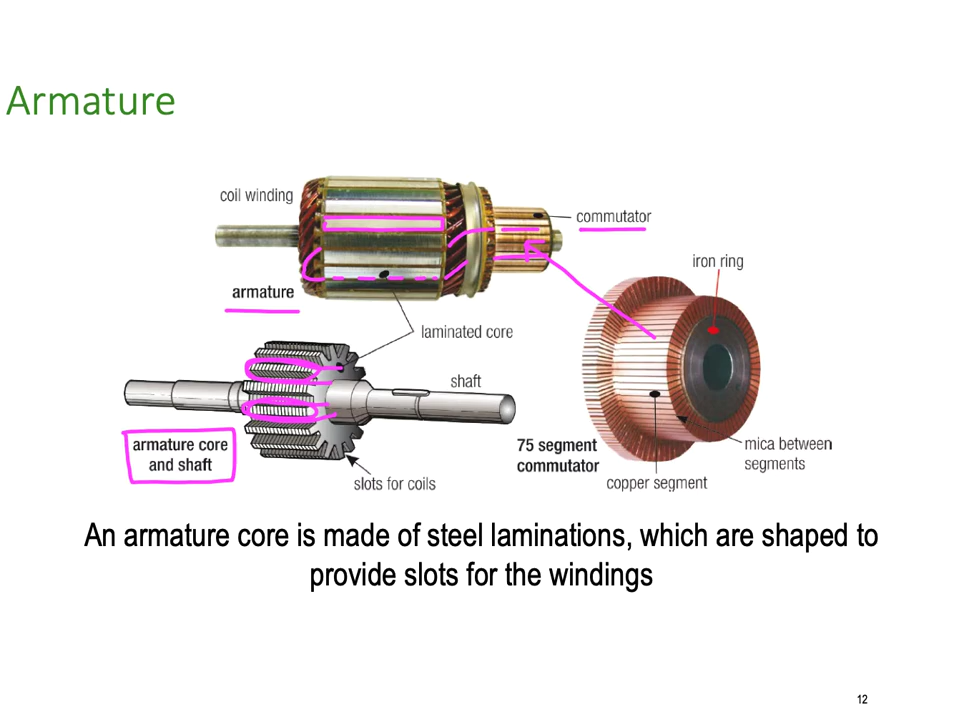 Armature
coil winding
commutator
iron ring
armature
laminated core
shaft
armature core
and shaft
75 segment
commutator
mica between
segments
slots for coils
copper segment
An armature core is made of steel laminations, which are shaped to
provide slots for the windings
12